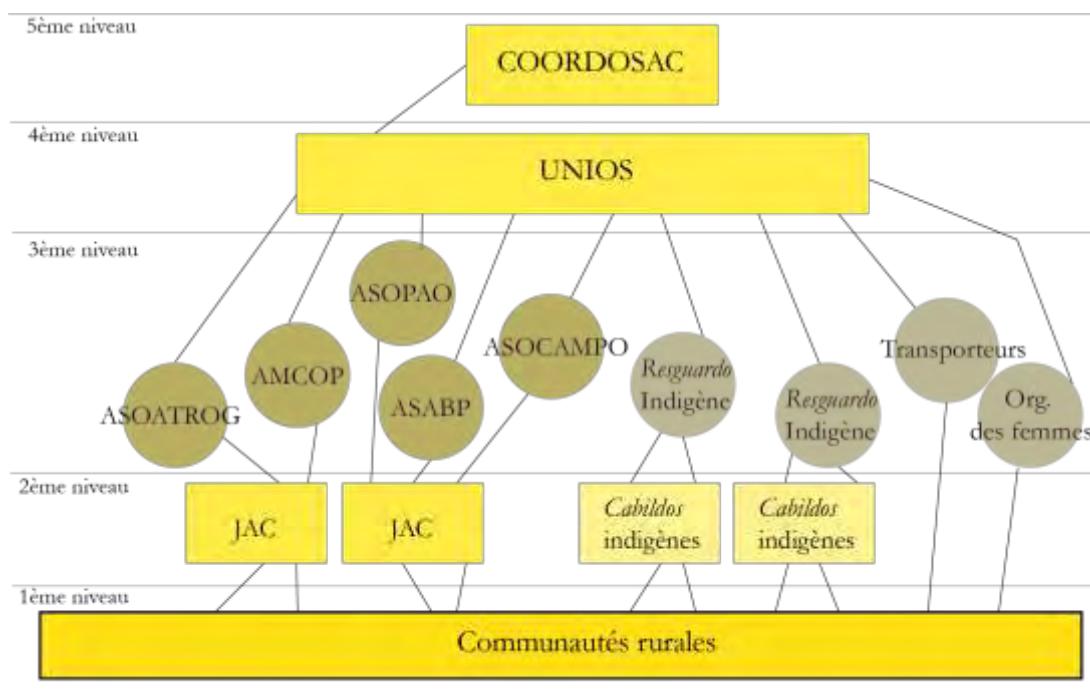 5ème niveau
COORDOSAC
4ème niveau
UNIOS
3ème niveau
ASOPAO
ASOCAMPO
Transporteurs
AMCOP
Resguardo
Indigène
ASOATROG
ASABP
Resguardo
Indigène
Org.
des femmes
2ème niveau
JAC
JAC
Cabildos
indigènes
Cabildos
indigènes
1ème niveau
Communautés rurales